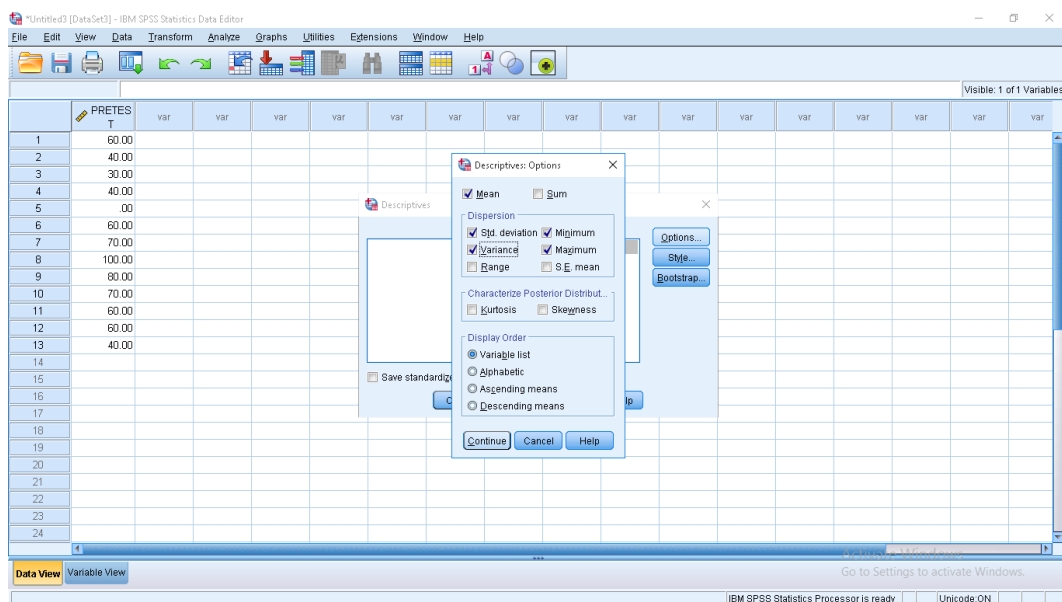 *Untitled3 [DataSet3] - IBM SPSS Statistics Data Editor
File Edit View Data Transform Analyze Graphs Utilities Extensions Window Help
Visible: 1 of 1 Variables
PRETES
T
var var var var var var var var var var var var var var var var
1 60.00
2 40.00
3 30.00
4 40.00
5 .00
6 60.00
7 70.00
8 100.00
9 80.00
10 70.00
11 60.00
12 60.00
13 40.00
14
15
16
17
18
19
20
21
22
23
24
Descriptives
Options...
Style...
Bootstrap...
Save standardize
Descriptives: Options
Mean Sum
Dispersion
Std. deviation Minimum
Variance Maximum
Range S.E. mean
Characterize Posterior Distribut...
Kurtosis Skewness
Display Order
Variable list
Alphabetic
Ascending means
Descending means
Continue Cancel Help
Data View Variable View
Activate Windows
Go to Settings to activate Windows.
IBM SPSS Statistics Processor is ready Unicode:ON